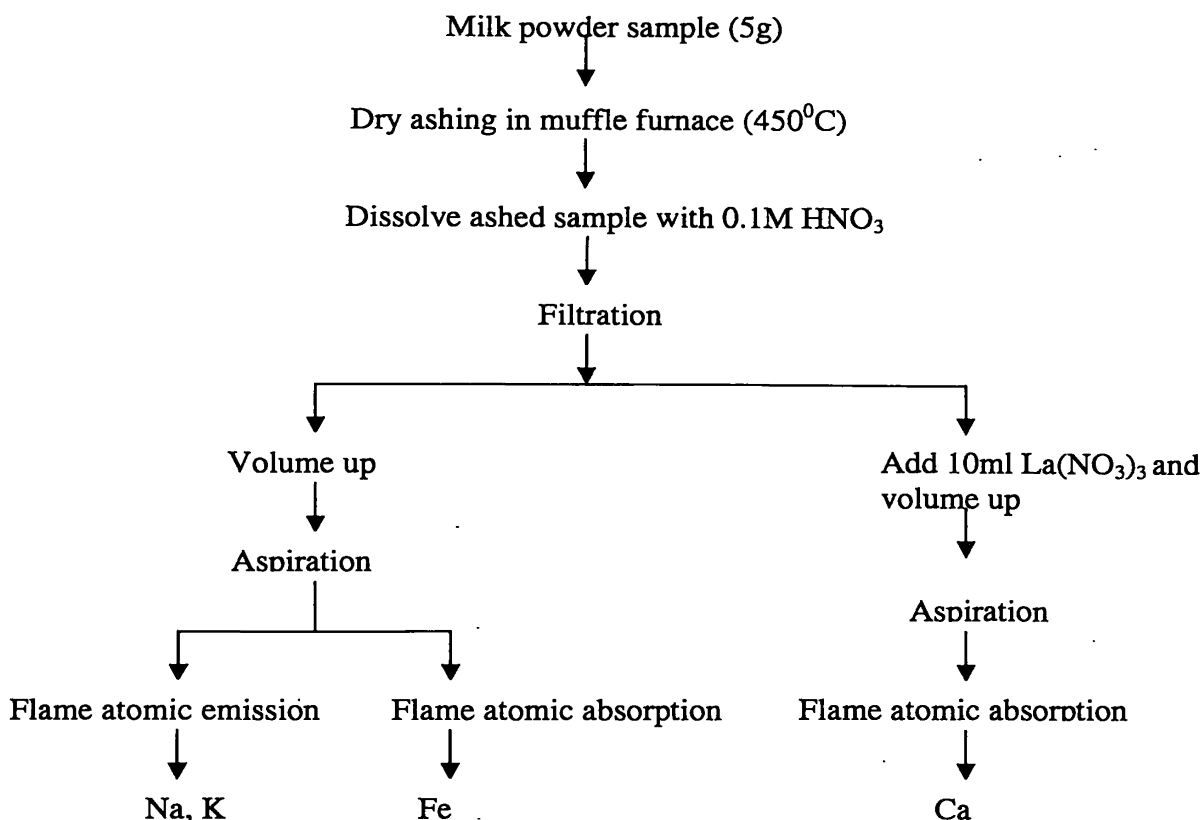 Milk powder sample (5g)
Dry ashing in muffle furnace (450⁰C)
Dissolve ashed sample with 0.1M HNO₃
Filtration
Volume up
Add 10ml La(NO₃)₃ and
volume up
Aspiration
Aspiration
Flame atomic emission
Flame atomic absorption
Flame atomic absorption
Na, K
Fe
Ca